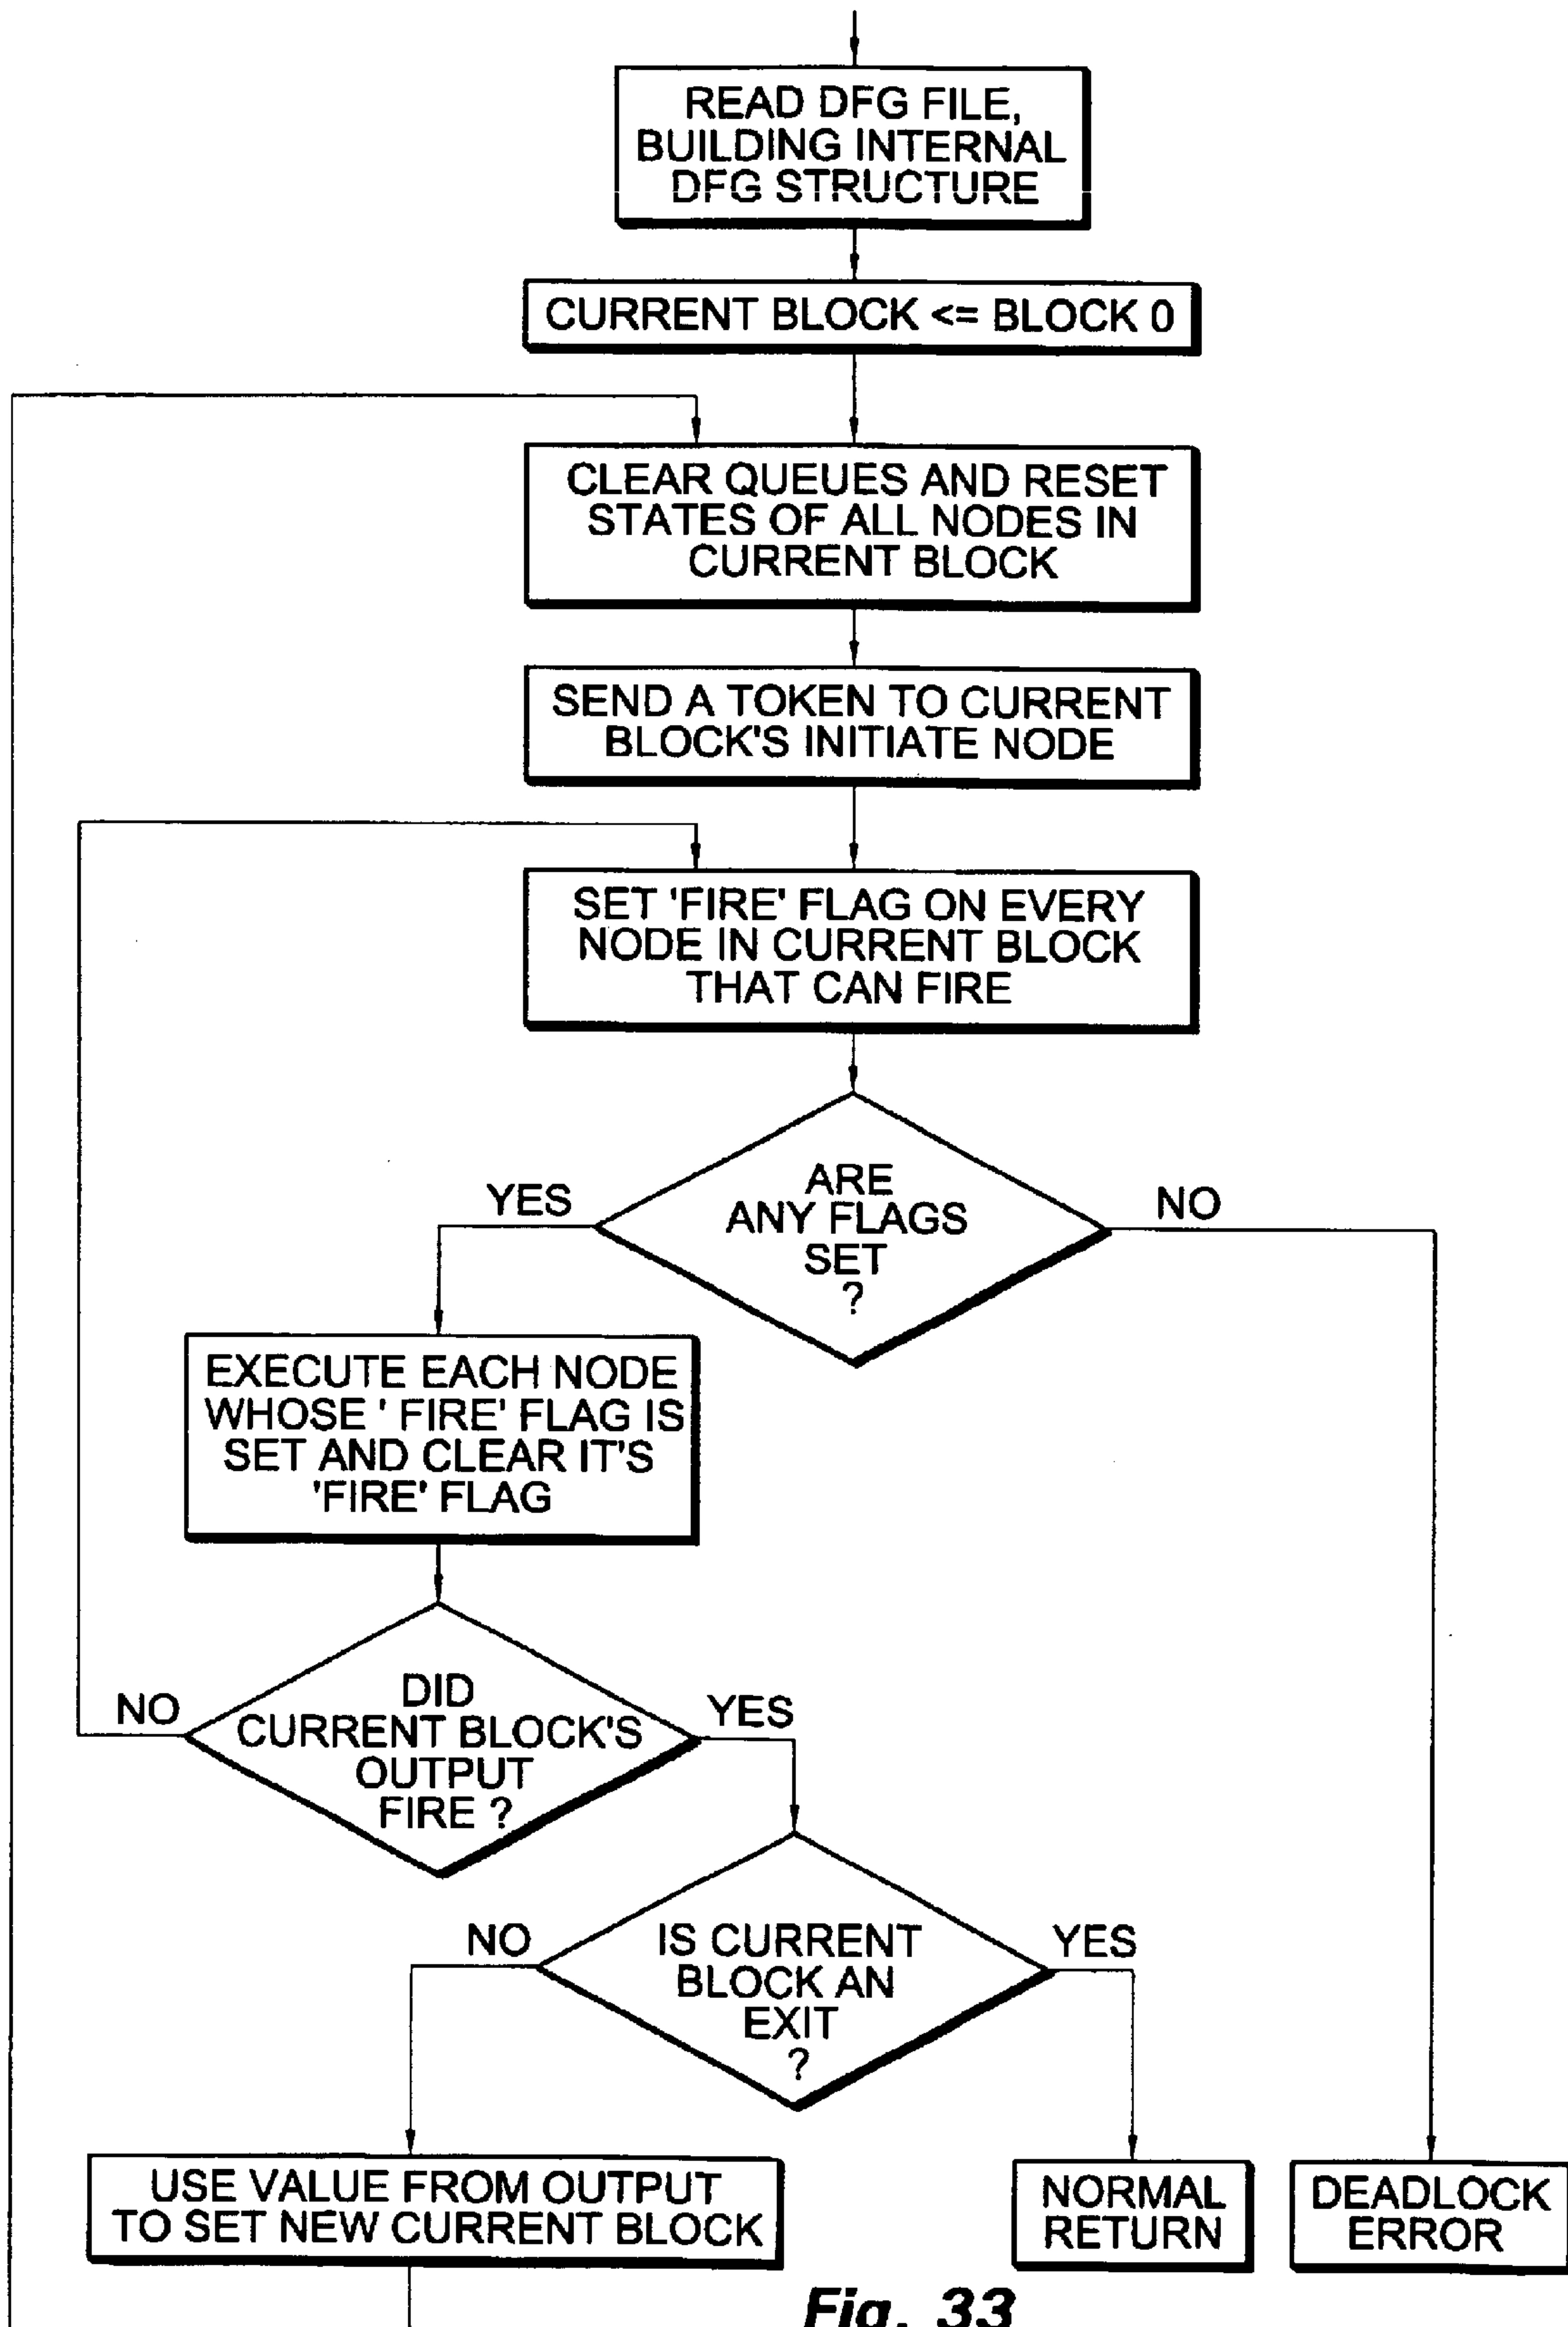 READ DFG FILE,
BUILDING INTERNAL
DFG STRUCTURE
CURRENT BLOCK <= BLOCK 0
CLEAR QUEUES AND RESET
STATES OF ALL NODES IN
CURRENT BLOCK
SEND A TOKEN TO CURRENT
BLOCK'S INITIATE NODE
SET 'FIRE' FLAG ON EVERY
NODE IN CURRENT BLOCK
THAT CAN FIRE
ARE
ANY FLAGS
SET
?
YES
NO
EXECUTE EACH NODE
WHOSE ' FIRE' FLAG IS
SET AND CLEAR IT'S
'FIRE' FLAG
DID
CURRENT BLOCK'S
OUTPUT
FIRE ?
NO
YES
IS CURRENT
BLOCK AN
EXIT
?
NO
YES
USE VALUE FROM OUTPUT
TO SET NEW CURRENT BLOCK
NORMAL
RETURN
DEADLOCK
ERROR
Fig. 33